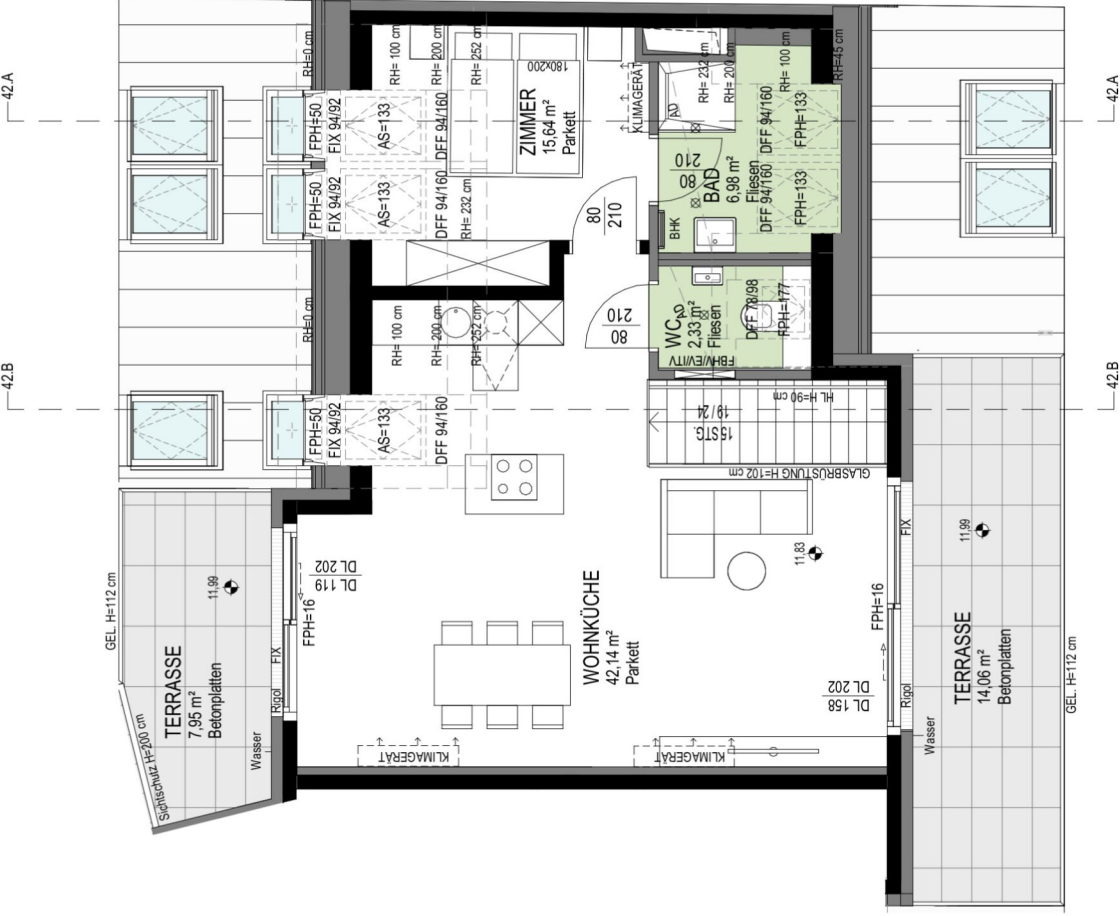 42.A
42.A
42.B
42.B
RH=0 cm
RH= 100 cm
RH= 200 cm
RH= 252 cm
180x200
ZIMMER
15,64 m²
Parkett
KLIMAGERÄT
RH= 232 cm
RH= 200 cm
RH= 100 cm
RH=45 cm
AD
FPH=50
FIX 94/92
AS=133
DFF 94/160
FPH=50
FIX 94/92
AS=133
DFF 94/160
RH= 232 cm
80
210
80
210
BAD
6,98 m²
Fliesen
DFF 94/160
FPH=133
DFF 94/160
FPH=133
BHK
RH=0 cm
RH= 100 cm
RH= 200 cm
RH= 252 cm
80
210
WC
AD
2,33 m²
Fliesen
DFF 78/98
FPH=177
FBHV/EV/ITV
FPH=50
FIX 94/92
AS=133
DFF 94/160
HL H=90 cm
15STG.
19 / 24
GLASBRÜSTUNG H=102 cm
GEL. H=112 cm
11,99
TERRASSE
7,95 m²
Betonplatten
Sichtschutz H=200 cm
Wasser
Rigol
FIX
FPH=16
DL 119
DL 202
WOHNKÜCHE
42,14 m²
Parkett
11,83
KLIMAGERÄT
KLIMAGERÄT
DL 158
DL 202
FPH=16
FIX
Rigol
Wasser
11,99
TERRASSE
14,06 m²
Betonplatten
GEL. H=112 cm